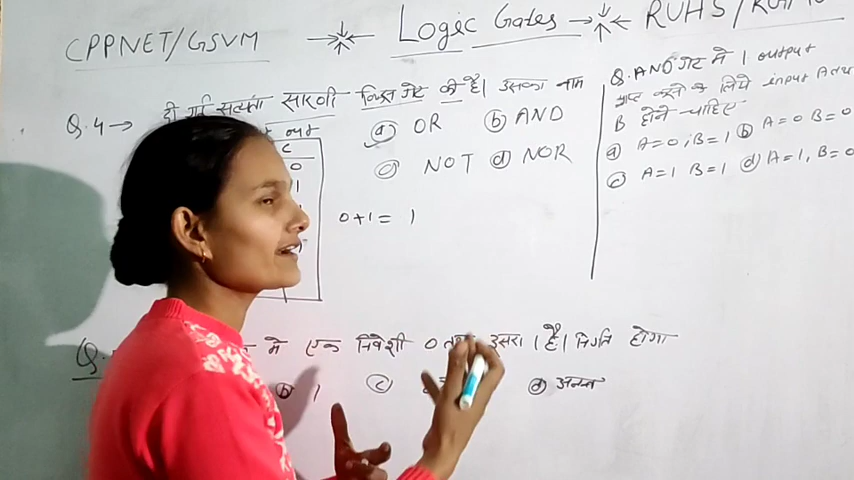 CPPNET/GSVM Logic Gates RUHS/
Q.4→ दी गई सत्यता सारणी किस गेट की है। उसका नाम
C
0
1
ⓐ OR ⓑ AND
ⓒ NOT ⓓ NOR
0+1= 1
Q. AND गेट में 1 output
प्राप्त करने के लिये input A तथा
B होने चाहिए
ⓐ A=0, B=1 ⓑ A=0 B=0
ⓒ A=1 B=1 ⓓ A=1, B=0
Q. में एक निवेशी 0 दूसरा 1 है। निर्गत होगा
ⓑ 1 ⓒ ⓓ अनन्त